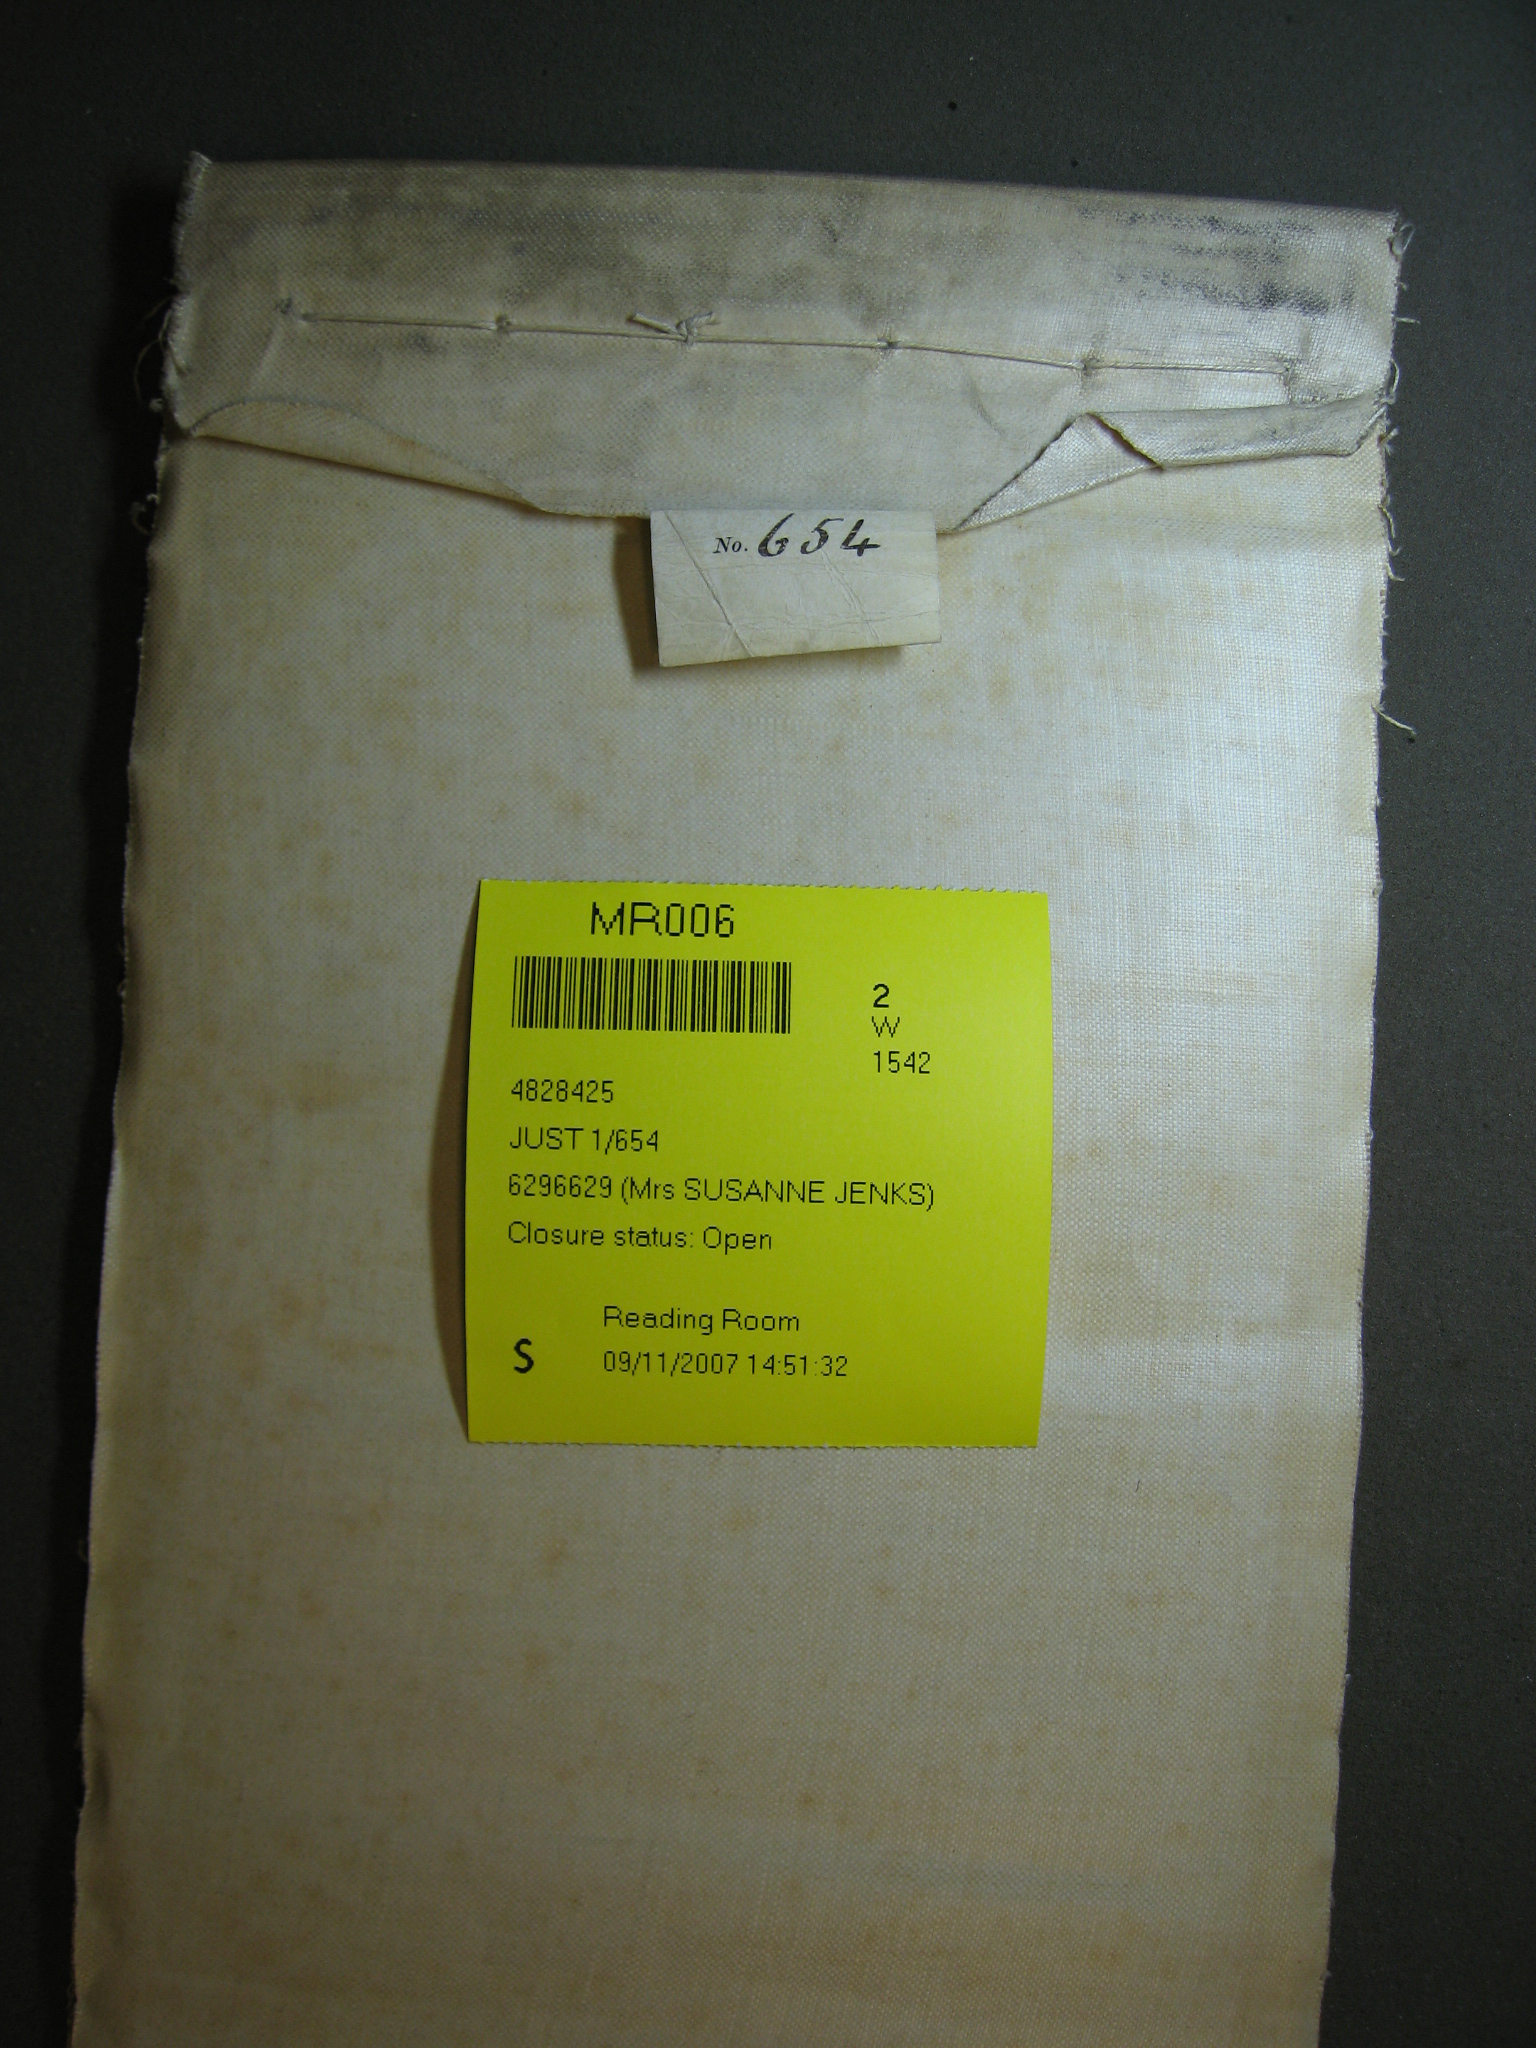 No. 654
MR006
2
W
1542
4828425
JUST 1/654
6296629 (Mrs SUSANNE JENKS)
Closure status: Open
Reading Room
S 09/11/2007 14:51:32